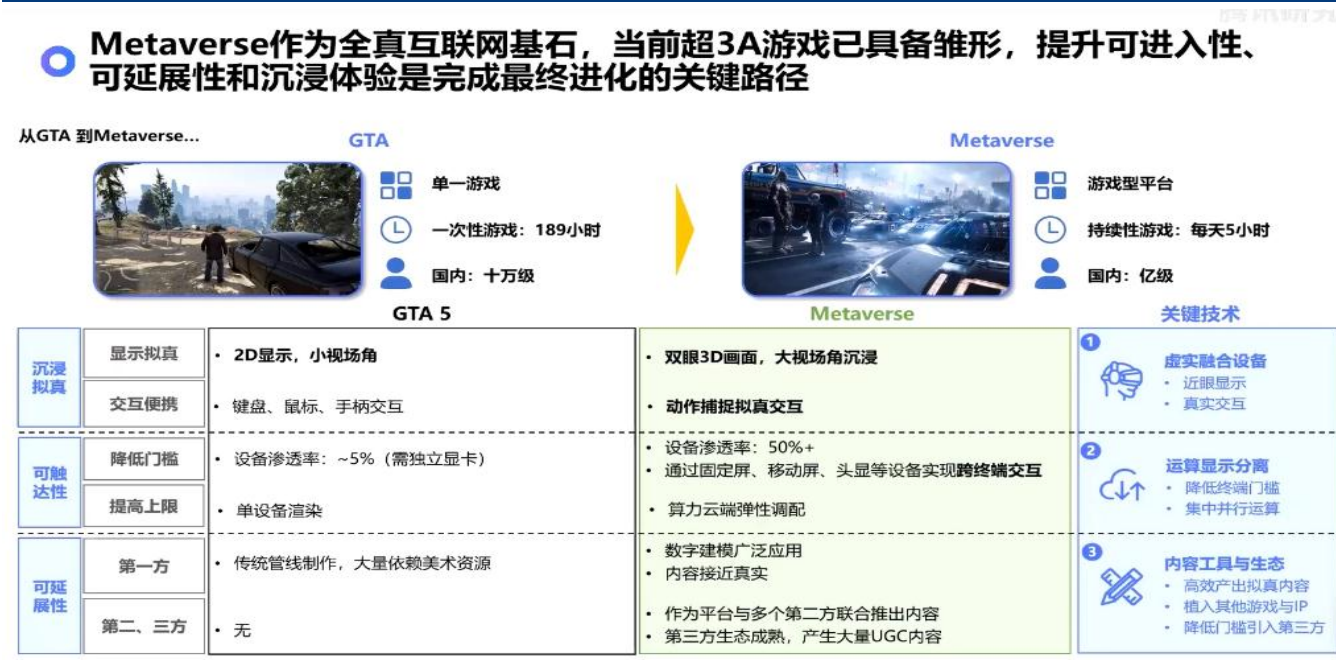 Metaverse作为全真互联网基石，当前超3A游戏已具备雏形，提升可进入性、
可延展性和沉浸体验是完成最终进化的关键路径
从GTA 到Metaverse...
GTA
单一游戏
一次性游戏：189小时
国内：十万级
Metaverse
游戏型平台
持续性游戏：每天5小时
国内：亿级
GTA 5
Metaverse
关键技术
沉浸
拟真
显示拟真
• 2D显示，小视场角
• 双眼3D画面，大视场角沉浸
交互便携
• 键盘、鼠标、手柄交互
• 动作捕捉拟真交互
1
虚实融合设备
• 近眼显示
• 真实交互
可触
达性
降低门槛
• 设备渗透率：~5%（需独立显卡）
• 设备渗透率：50%+
• 通过固定屏、移动屏、头显等设备实现跨终端交互
提高上限
• 单设备渲染
• 算力云端弹性调配
2
运算显示分离
• 降低终端门槛
• 集中并行运算
可延
展性
第一方
• 传统管线制作，大量依赖美术资源
• 数字建模广泛应用
• 内容接近真实
第二、三方
• 无
• 作为平台与多个第二方联合推出内容
• 第三方生态成熟，产生大量UGC内容
3
内容工具与生态
• 高效产出拟真内容
• 植入其他游戏与IP
• 降低门槛引入第三方